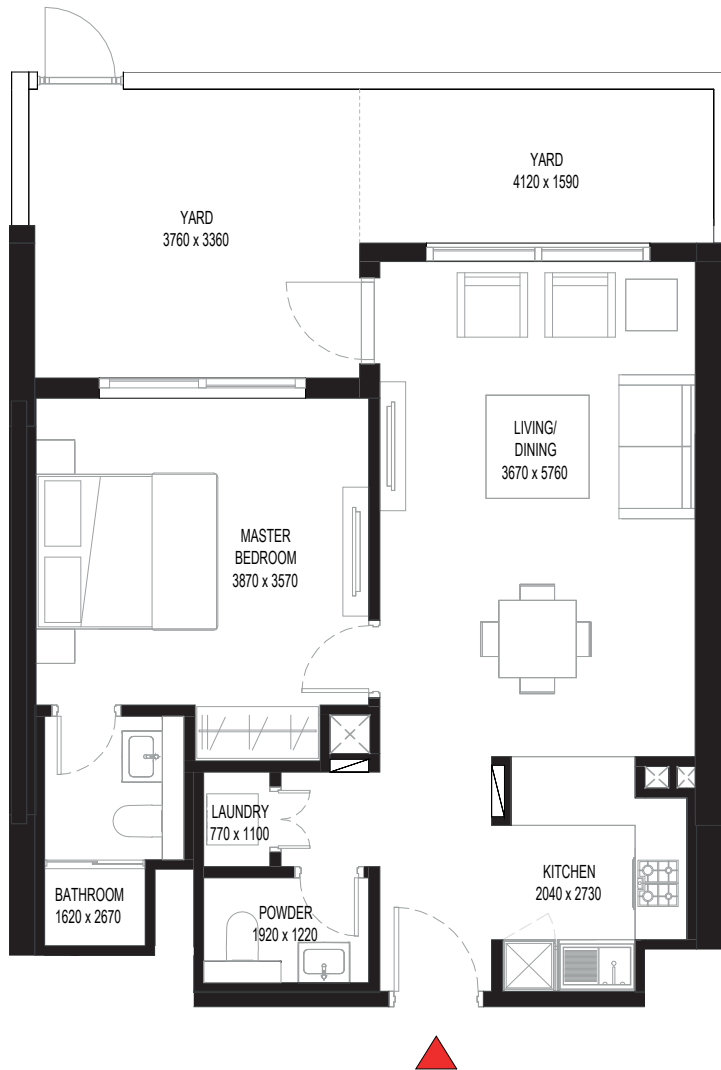 YARD
4120 x 1590
YARD
3760 x 3360
LIVING/
DINING
3670 x 5760
MASTER
BEDROOM
3870 x 3570
LAUNDRY
770 x 1100
KITCHEN
2040 x 2730
BATHROOM
1620 x 2670
POWDER
1920 x 1220